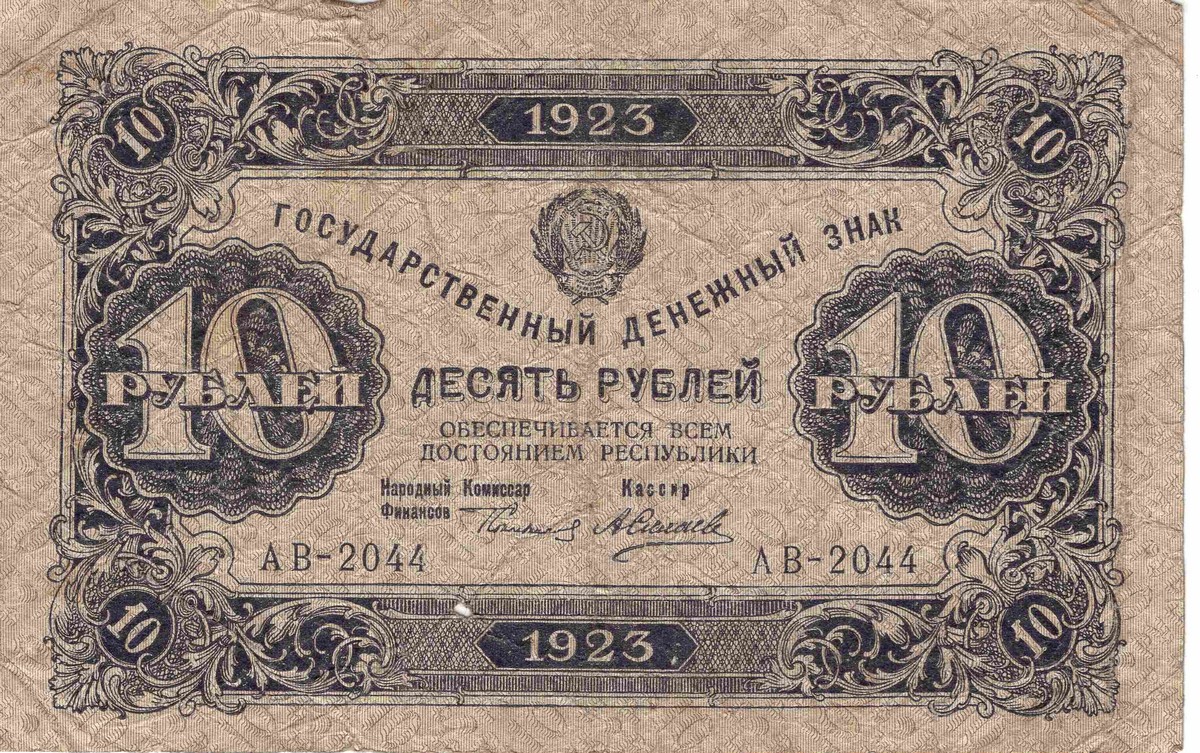 10
1923
10
ГОСУДАРСТВЕННЫЙ ДЕНЕЖНЫЙ ЗНАК
10
РУБЛЕЙ
ДЕСЯТЬ РУБЛЕЙ
10
РУБЛЕЙ
ОБЕСПЕЧИВАЕТСЯ ВСЕМ
ДОСТОЯНИЕМ РЕСПУБЛИКИ
Народный Комиссар
Финансов
Кассир
АВ-2044
АВ-2044
10
1923
10